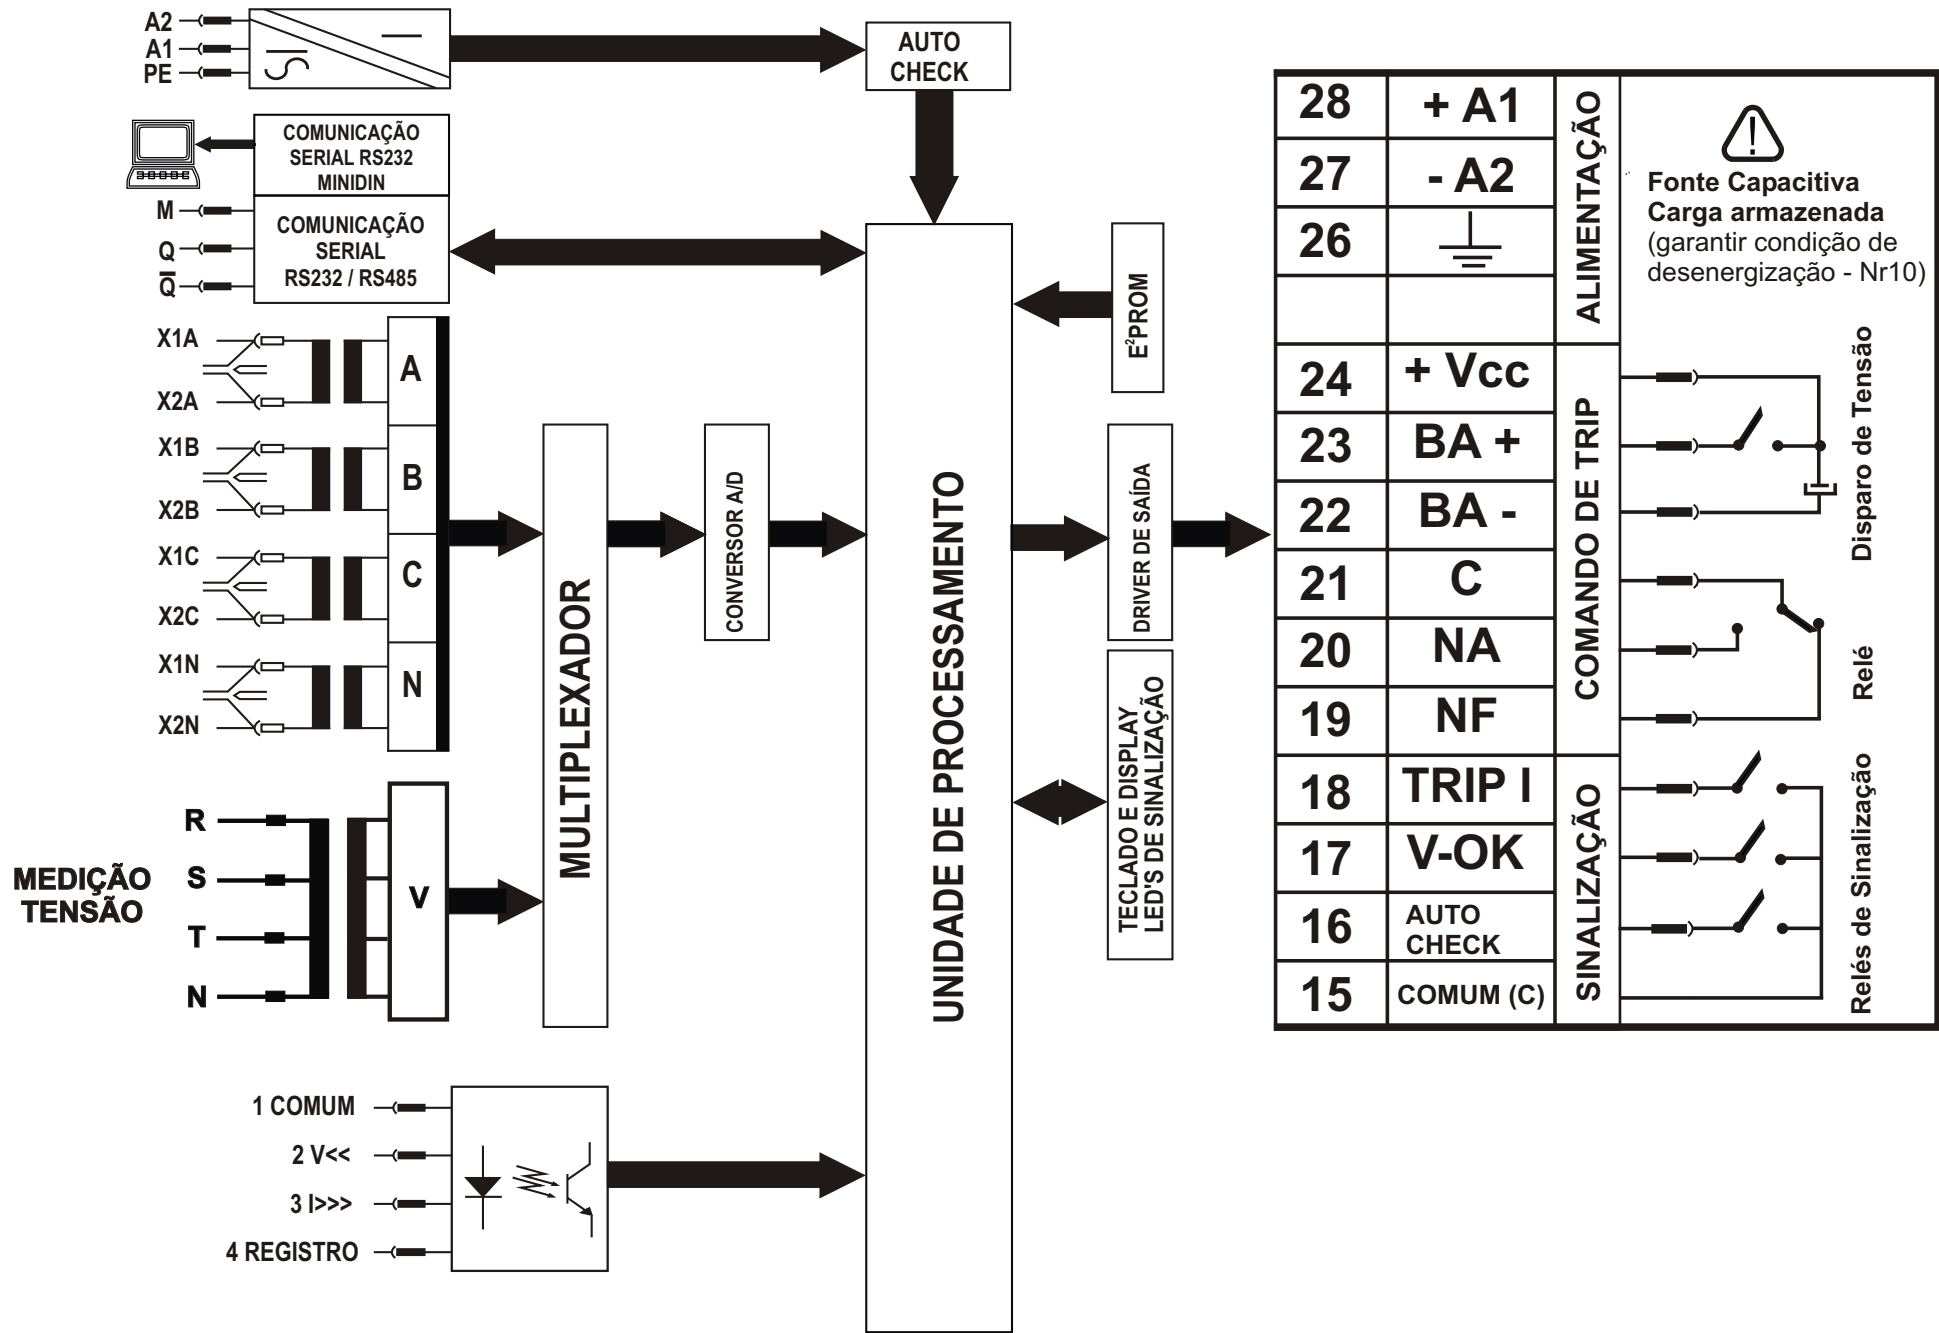 A2
A1
PE
AUTO
CHECK
COMUNICAÇÃO
SERIAL RS232
MINIDIN
M
Q
Q̅
COMUNICAÇÃO
SERIAL
RS232 / RS485
X1A
X2A
A
X1B
X2B
B
X1C
X2C
C
X1N
X2N
N
MEDIÇÃO
TENSÃO
R
S
T
N
V
MULTIPLEXADOR
CONVERSOR A/D
UNIDADE DE PROCESSAMENTO
E²PROM
DRIVER DE SAÍDA
TECLADO E DISPLAY
LED'S DE SINALIZAÇÃO
1 COMUM
2 V<<
3 I>>>
4 REGISTRO
28 + A1
27 - A2
26
ALIMENTAÇÃO
!
Fonte Capacitiva
Carga armazenada
(garantir condição de
desenergização - Nr10)
24 + Vcc
23 BA +
22 BA -
21 C
20 NA
19 NF
COMANDO DE TRIP
Disparo de Tensão
Relé
18 TRIP I
17 V-OK
16 AUTO
CHECK
15 COMUM (C)
SINALIZAÇÃO
Relés de Sinalização